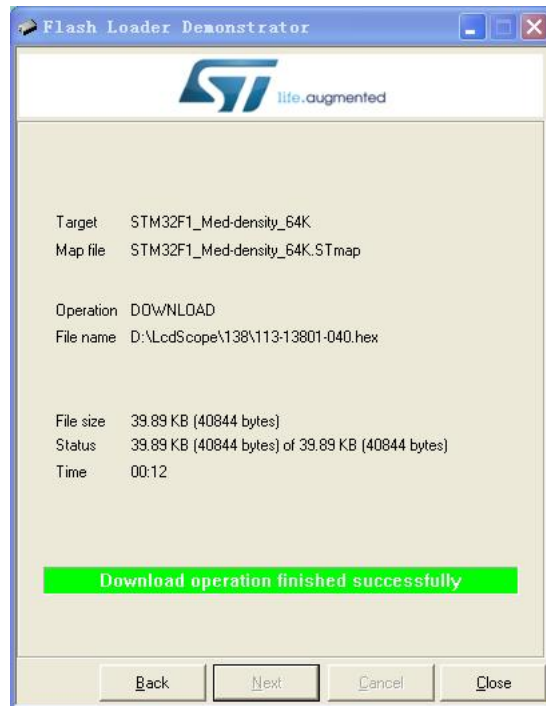 Flash Loader Demonstrator
ST life.augmented
Target STM32F1_Med-density_64K
Map file STM32F1_Med-density_64K.STmap
Operation DOWNLOAD
File name D:\LcdScope\138\113-13801-040.hex
File size 39.89 KB (40844 bytes)
Status 39.89 KB (40844 bytes) of 39.89 KB (40844 bytes)
Time 00:12
Download operation finished successfully
Back Next Cancel Close